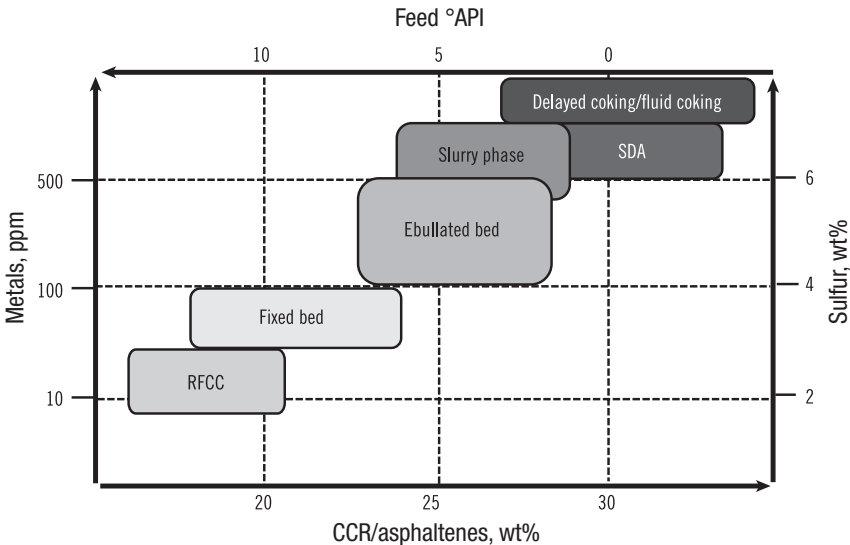 Feed °API
10 5 0
Delayed coking/fluid coking
Slurry phase SDA
500 6
Ebullated bed
Metals, ppm
Sulfur, wt%
100 4
Fixed bed
RFCC
10 2
20 25 30
CCR/asphaltenes, wt%